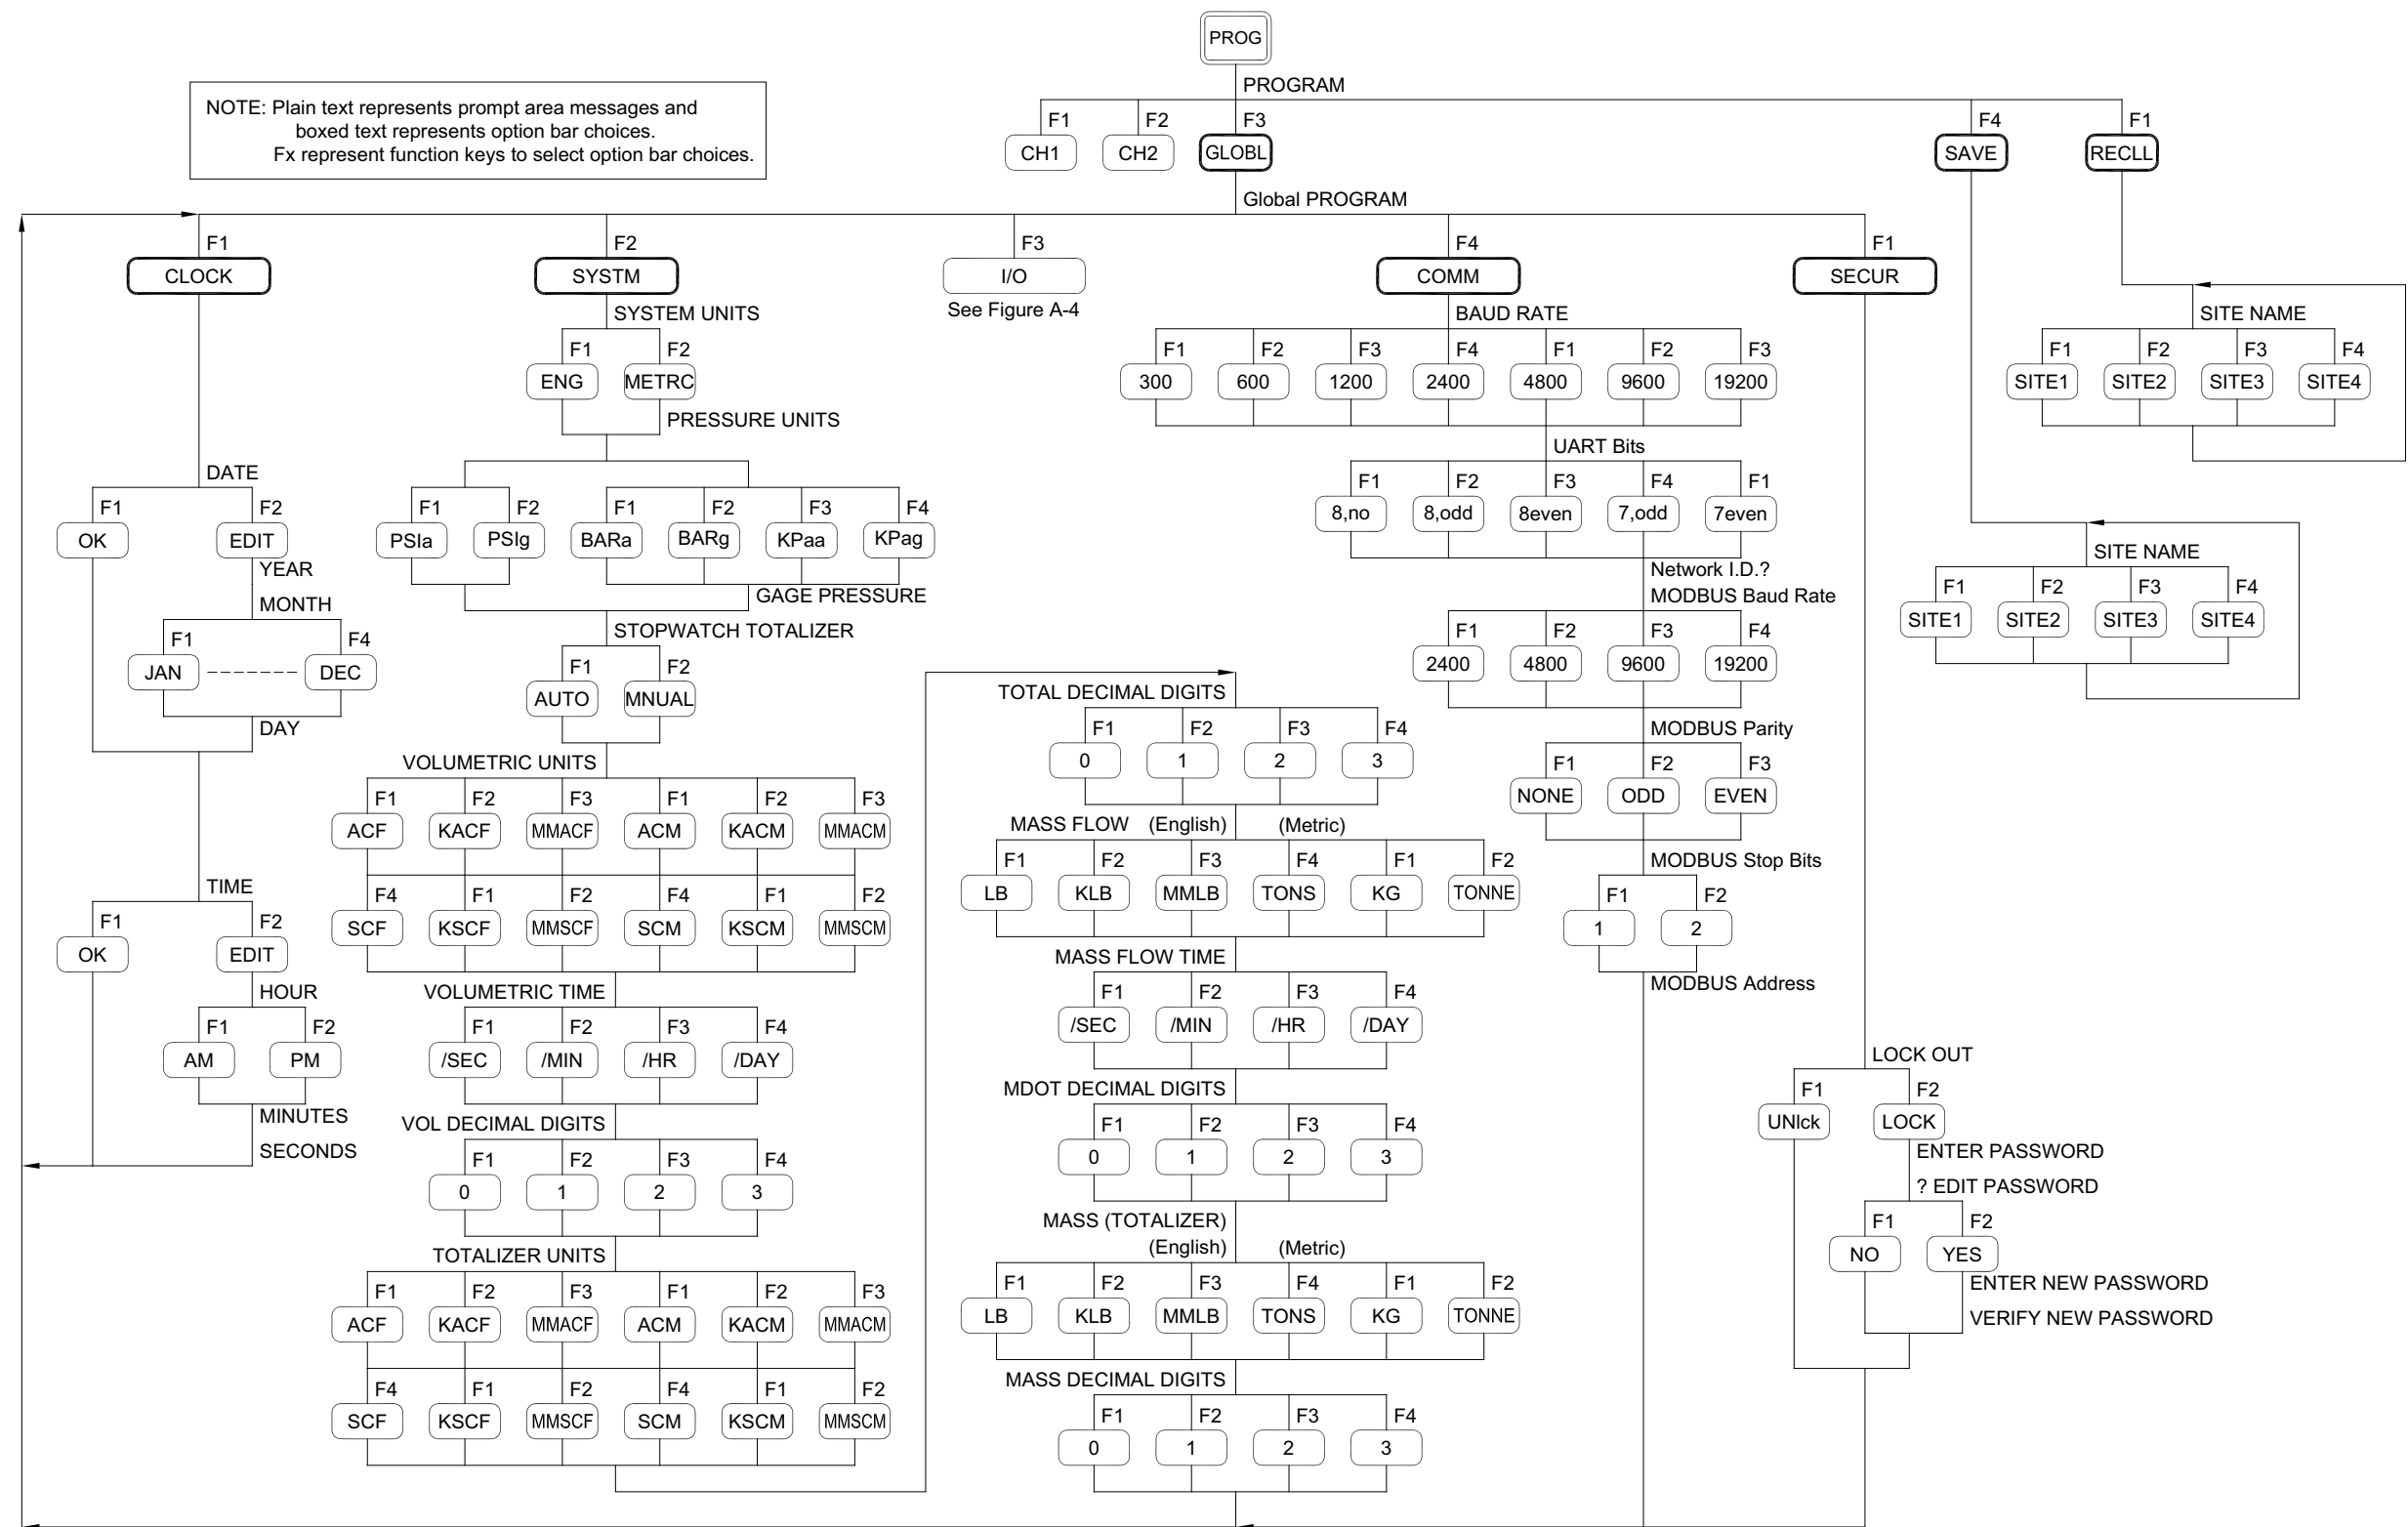 PROG
PROGRAM
NOTE: Plain text represents prompt area messages and
boxed text represents option bar choices.
Fx represent function keys to select option bar choices.
F1 F2 F3 F4 F1
CH1 CH2 GLOBL SAVE RECLL
Global PROGRAM
F1 F2 F3 F4 F1
CLOCK SYSTM I/O COMM SECUR
See Figure A-4
SYSTEM UNITS
F1 F2
ENG METRC
PRESSURE UNITS
BAUD RATE
F1 F2 F3 F4 F1 F2 F3
300 600 1200 2400 4800 9600 19200
SITE NAME
F1 F2 F3 F4
SITE1 SITE2 SITE3 SITE4
UART Bits
F1 F2 F3 F4 F1
8,no 8,odd 8even 7,odd 7even
DATE
F1 F2
OK EDIT
YEAR
MONTH
F1 F4
JAN ------- DEC
DAY
F1 F2 F1 F2 F3 F4
PSIa PSIg BARa BARg KPaa KPag
GAGE PRESSURE
STOPWATCH TOTALIZER
F1 F2
AUTO MNUAL
Network I.D.?
MODBUS Baud Rate
F1 F2 F3 F4
2400 4800 9600 19200
SITE NAME
F1 F2 F3 F4
SITE1 SITE2 SITE3 SITE4
MODBUS Parity
F1 F2 F3
NONE ODD EVEN
MODBUS Stop Bits
F1 F2
1 2
MODBUS Address
TIME
F1 F2
OK EDIT
HOUR
F1 F2
AM PM
MINUTES
SECONDS
VOLUMETRIC UNITS
F1 F2 F3 F1 F2 F3
ACF KACF MMACF ACM KACM MMACM
F4 F1 F2 F4 F1 F2
SCF KSCF MMSCF SCM KSCM MMSCM
VOLUMETRIC TIME
F1 F2 F3 F4
/SEC /MIN /HR /DAY
VOL DECIMAL DIGITS
F1 F2 F3 F4
0 1 2 3
TOTALIZER UNITS
F1 F2 F3 F1 F2 F3
ACF KACF MMACF ACM KACM MMACM
F4 F1 F2 F4 F1 F2
SCF KSCF MMSCF SCM KSCM MMSCM
TOTAL DECIMAL DIGITS
F1 F2 F3 F4
0 1 2 3
MASS FLOW (English) (Metric)
F1 F2 F3 F4 F1 F2
LB KLB MMLB TONS KG TONNE
MASS FLOW TIME
F1 F2 F3 F4
/SEC /MIN /HR /DAY
MDOT DECIMAL DIGITS
F1 F2 F3 F4
0 1 2 3
MASS (TOTALIZER)
(English) (Metric)
F1 F2 F3 F4 F1 F2
LB KLB MMLB TONS KG TONNE
MASS DECIMAL DIGITS
F1 F2 F3 F4
0 1 2 3
LOCK OUT
F1 F2
UNlck LOCK
ENTER PASSWORD
? EDIT PASSWORD
F1 F2
NO YES
ENTER NEW PASSWORD
VERIFY NEW PASSWORD